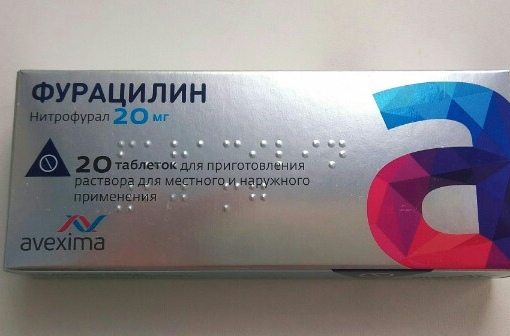 ФУРАЦИЛИН
Нитрофурал 20 мг
20 таблеток для приготовления
раствора для местного и наружного
применения
avexima